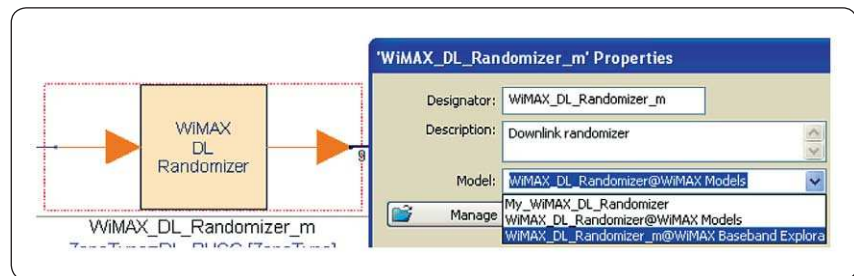 WiMAX
DL
Randomizer
9
WiMAX_DL_Randomizer_m
'WiMAX_DL_Randomizer_m' Properties
Designator: WiMAX_DL_Randomizer_m
Description: Downlink randomizer
Model: WiMAX_DL_Randomizer@WiMAX Models
Manage
My_WiMAX_DL_Randomizer
WiMAX_DL_Randomizer@WiMAX Models
WiMAX_DL_Randomizer_m@WiMAX Baseband Explora